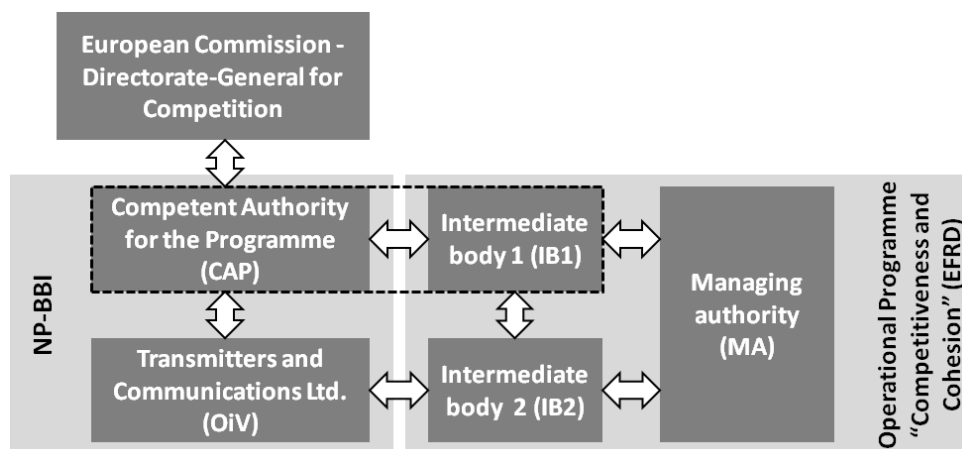 European Commission -
Directorate-General for
Competition
NP-BBI
Competent Authority
for the Programme
(CAP)
Intermediate
body 1 (IB1)
Managing
authority
(MA)
Transmitters and
Communications Ltd.
(OiV)
Intermediate
body 2 (IB2)
Operational Programme
“Competitiveness and
Cohesion” (EFRD)